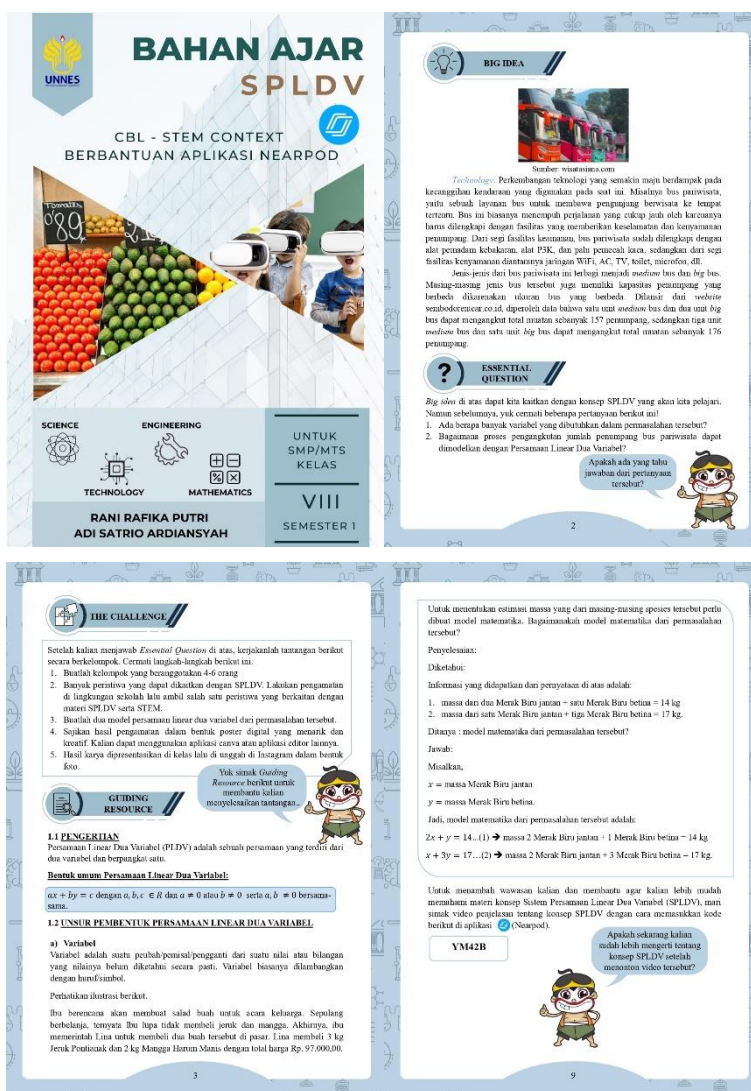 UNNES
BAHAN AJAR
SPLDV
CBL - STEM CONTEXT
BERBANTUAN APLIKASI NEARPOD
Tomatoes
0'89
SCIENCE
ENGINEERING
TECHNOLOGY
MATHEMATICS
RANI RAFIKA PUTRI
ADI SATRIO ARDIANSYAH
UNTUK
SMP/MTS
KELAS
VIII
SEMESTER 1
BIG IDEA
Sumber: wisatasiana.com
Technology. Perkembangan teknologi yang semakin maju berdampak pada
kecanggihan kendaraan yang digunakan pada saat ini. Misalnya bus pariwisata,
yaitu sebuah layanan bus untuk membawa pengunjung berwisata ke tempat
tertentu. Bus ini biasanya menempuh perjalanan yang cukup jauh oleh karenanya
harus dilengkapi dengan fasilitas yang memberikan keselamatan dan kenyamanan
penumpang. Dari segi fasilitas keamanan, bus pariwisata sudah dilengkapi dengan
alat pemadam kebakaran, alat P3K, dan palu pemecah kaca, sedangkan dari segi
fasilitas kenyamanan diantaranya jaringan WiFi, AC, TV, toilet, microfon, dll.
Jenis-jenis dari bus pariwisata ini terbagi menjadi medium bus dan big bus.
Masing-masing jenis bus tersebut juga memiliki kapasitas penumpang yang
berbeda dikarenakan ukuran bus yang berbeda. Dilansir dari website
sembodorentcar.co.id, diperoleh data bahwa satu unit medium bus dan dua unit big
bus dapat mengangkut total muatan sebanyak 157 penumpang, sedangkan tiga unit
medium bus dan satu unit big bus dapat mengangkut total muatan sebanyak 176
penumpang.
?
ESSENTIAL
QUESTION
Big idea di atas dapat kita kaitkan dengan konsep SPLDV yang akan kita pelajari.
Namun sebelumnya, yuk cermati beberapa pertanyaan berikut ini!
1. Ada berapa banyak variabel yang dibutuhkan dalam permasalahan tersebut?
2. Bagaimana proses pengangkutan jumlah penumpang bus pariwisata dapat
dimodelkan dengan Persamaan Linear Dua Variabel?
Apakah ada yang tahu
jawaban dari pertanyaan
tersebut?
2
THE CHALLENGE
Setelah kalian menjawab Essential Question di atas, kerjakanlah tantangan berikut
secara berkelompok. Cermati langkah-langkah berikut ini.
1. Buatlah kelompok yang beranggotakan 4-6 orang
2. Banyak peristiwa yang dapat dikaitkan dengan SPLDV. Lakukan pengamatan
di lingkungan sekolah lalu ambil salah satu peristiwa yang berkaitan dengan
materi SPLDV serta STEM.
3. Buatlah dua model persamaan linear dua variabel dari permasalahan tersebut.
4. Sajikan hasil pengamatan dalam bentuk poster digital yang menarik dan
kreatif. Kalian dapat menggunakan aplikasi canva atau aplikasi editor lainnya.
5. Hasil karya dipresentasikan di kelas lalu di unggah di Instagram dalam bentuk
foto.
Yuk simak Guiding
Resource berikut untuk
membantu kalian
menyelesaikan tantangan..
GUIDING
RESOURCE
1.1 PENGERTIAN
Persamaan Linear Dua Variabel (PLDV) adalah sebuah persamaan yang terdiri dari
dua variabel dan berpangkat satu.
Bentuk umum Persamaan Linear Dua Variabel:
ax + by = c dengan a, b, c ∈ R dan a ≠ 0 atau b ≠ 0 serta a, b ≠ 0 bersama-
sama.
1.2 UNSUR PEMBENTUK PERSAMAAN LINEAR DUA VARIABEL
a) Variabel
Variabel adalah suatu peubah/pemisal/pengganti dari suatu nilai atau bilangan
yang nilainya belum diketahui secara pasti. Variabel biasanya dilambangkan
dengan huruf/simbol.
Perhatikan ilustrasi berikut.
Ibu berencana akan membuat salad buah untuk acara keluarga. Sepulang
berbelanja, ternyata Ibu lupa tidak membeli jeruk dan mangga. Akhirnya, ibu
memerintah Lina untuk membeli dua buah tersebut di pasar. Lina membeli 3 kg
Jeruk Pontianak dan 2 kg Mangga Harum Manis dengan total harga Rp. 97.000,00.
3
Untuk menentukan estimasi massa yang dari masing-masing spesies tersebut perlu
dibuat model matematika. Bagaimanakah model matematika dari permasalahan
tersebut?
Penyelesaian:
Diketahui:
Informasi yang didapatkan dari pernyataan di atas adalah:
1. massa dari dua Merak Biru jantan + satu Merak Biru betina = 14 kg
2. massa dari satu Merak Biru jantan + tiga Merak Biru betina = 17 kg.
Ditanya : model matematika dari permasalahan tersebut?
Jawab:
Misalkan,
x = massa Merak Biru jantan
y = massa Merak Biru betina.
Jadi, model matematika dari permasalahan tersebut adalah:
2x + y = 14...(1) ➔ massa 2 Merak Biru jantan + 1 Merak Biru betina = 14 kg
x + 3y = 17...(2) ➔ massa 2 Merak Biru jantan + 3 Merak Biru betina = 17 kg.
Untuk menambah wawasan kalian dan membantu agar kalian lebih mudah
memahami materi konsep Sistem Persamaan Linear Dua Variabel (SPLDV), mari
simak video penjelasan tentang konsep SPLDV dengan cara memasukkan kode
berikut di aplikasi (Nearpod).
YM42B
Apakah sekarang kalian
sudah lebih mengerti tentang
konsep SPLDV setelah
menonton video tersebut?
9